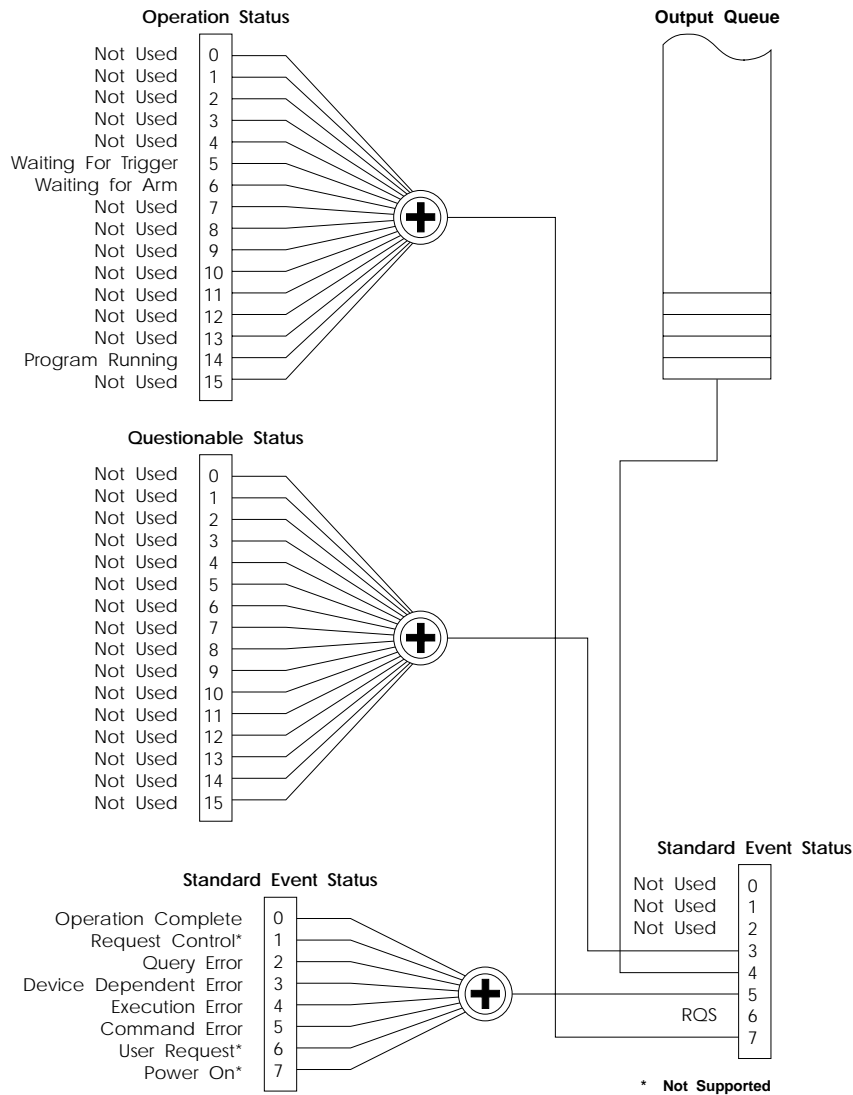 Operation Status
Not Used 0
Not Used 1
Not Used 2
Not Used 3
Not Used 4
Waiting For Trigger 5
Waiting for Arm 6
Not Used 7
Not Used 8
Not Used 9
Not Used 10
Not Used 11
Not Used 12
Not Used 13
Program Running 14
Not Used 15
Output Queue
Questionable Status
Not Used 0
Not Used 1
Not Used 2
Not Used 3
Not Used 4
Not Used 5
Not Used 6
Not Used 7
Not Used 8
Not Used 9
Not Used 10
Not Used 11
Not Used 12
Not Used 13
Not Used 14
Not Used 15
Standard Event Status
Operation Complete 0
Request Control* 1
Query Error 2
Device Dependent Error 3
Execution Error 4
Command Error 5
User Request* 6
Power On* 7
Standard Event Status
Not Used 0
Not Used 1
Not Used 2
3
4
5
RQS 6
7
* Not Supported